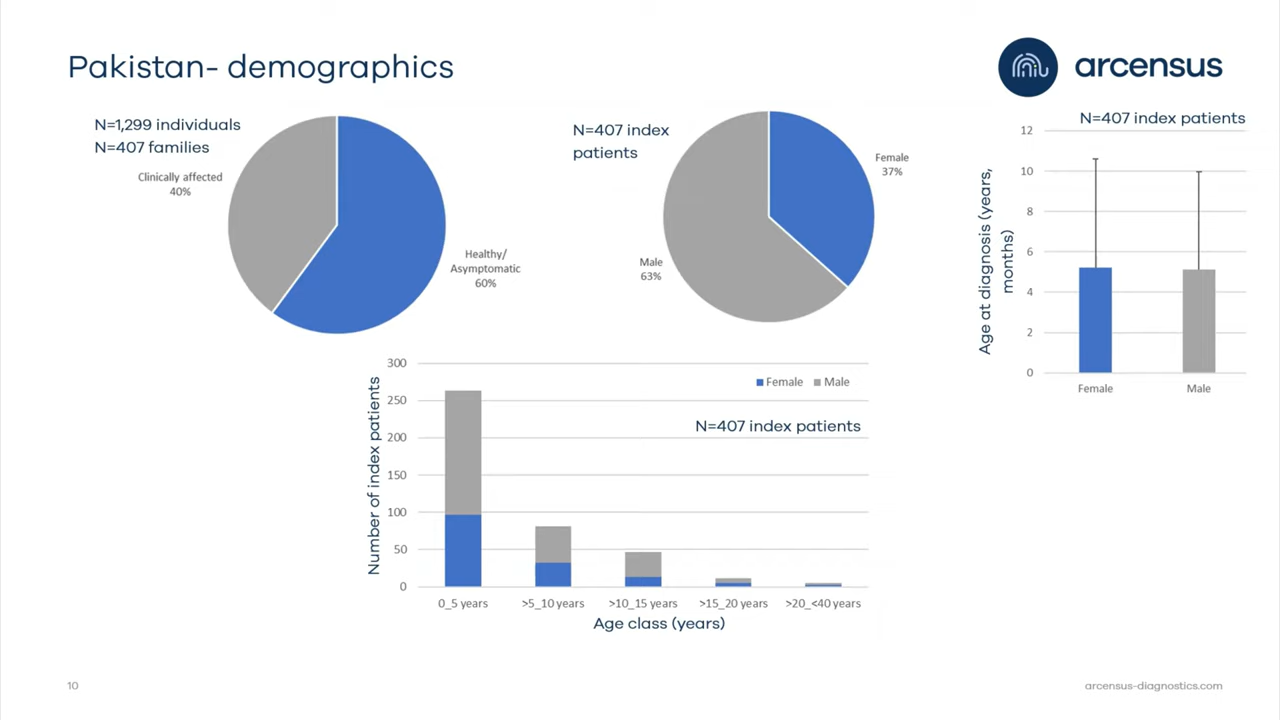 Pakistan- demographics
arcensus
N=1,299 individuals
N=407 families
Clinically affected
40%
Healthy/
Asymptomatic
60%
N=407 index
patients
Female
37%
Male
63%
N=407 index patients
Age at diagnosis (years,
months)
12
10
8
6
4
2
0
Female
Male
Number of index patients
300
250
200
150
100
50
0
Female
Male
N=407 index patients
0_5 years
>5_10 years
>10_15 years
>15_20 years
>20_<40 years
Age class (years)
10
arcensus-diagnostics.com